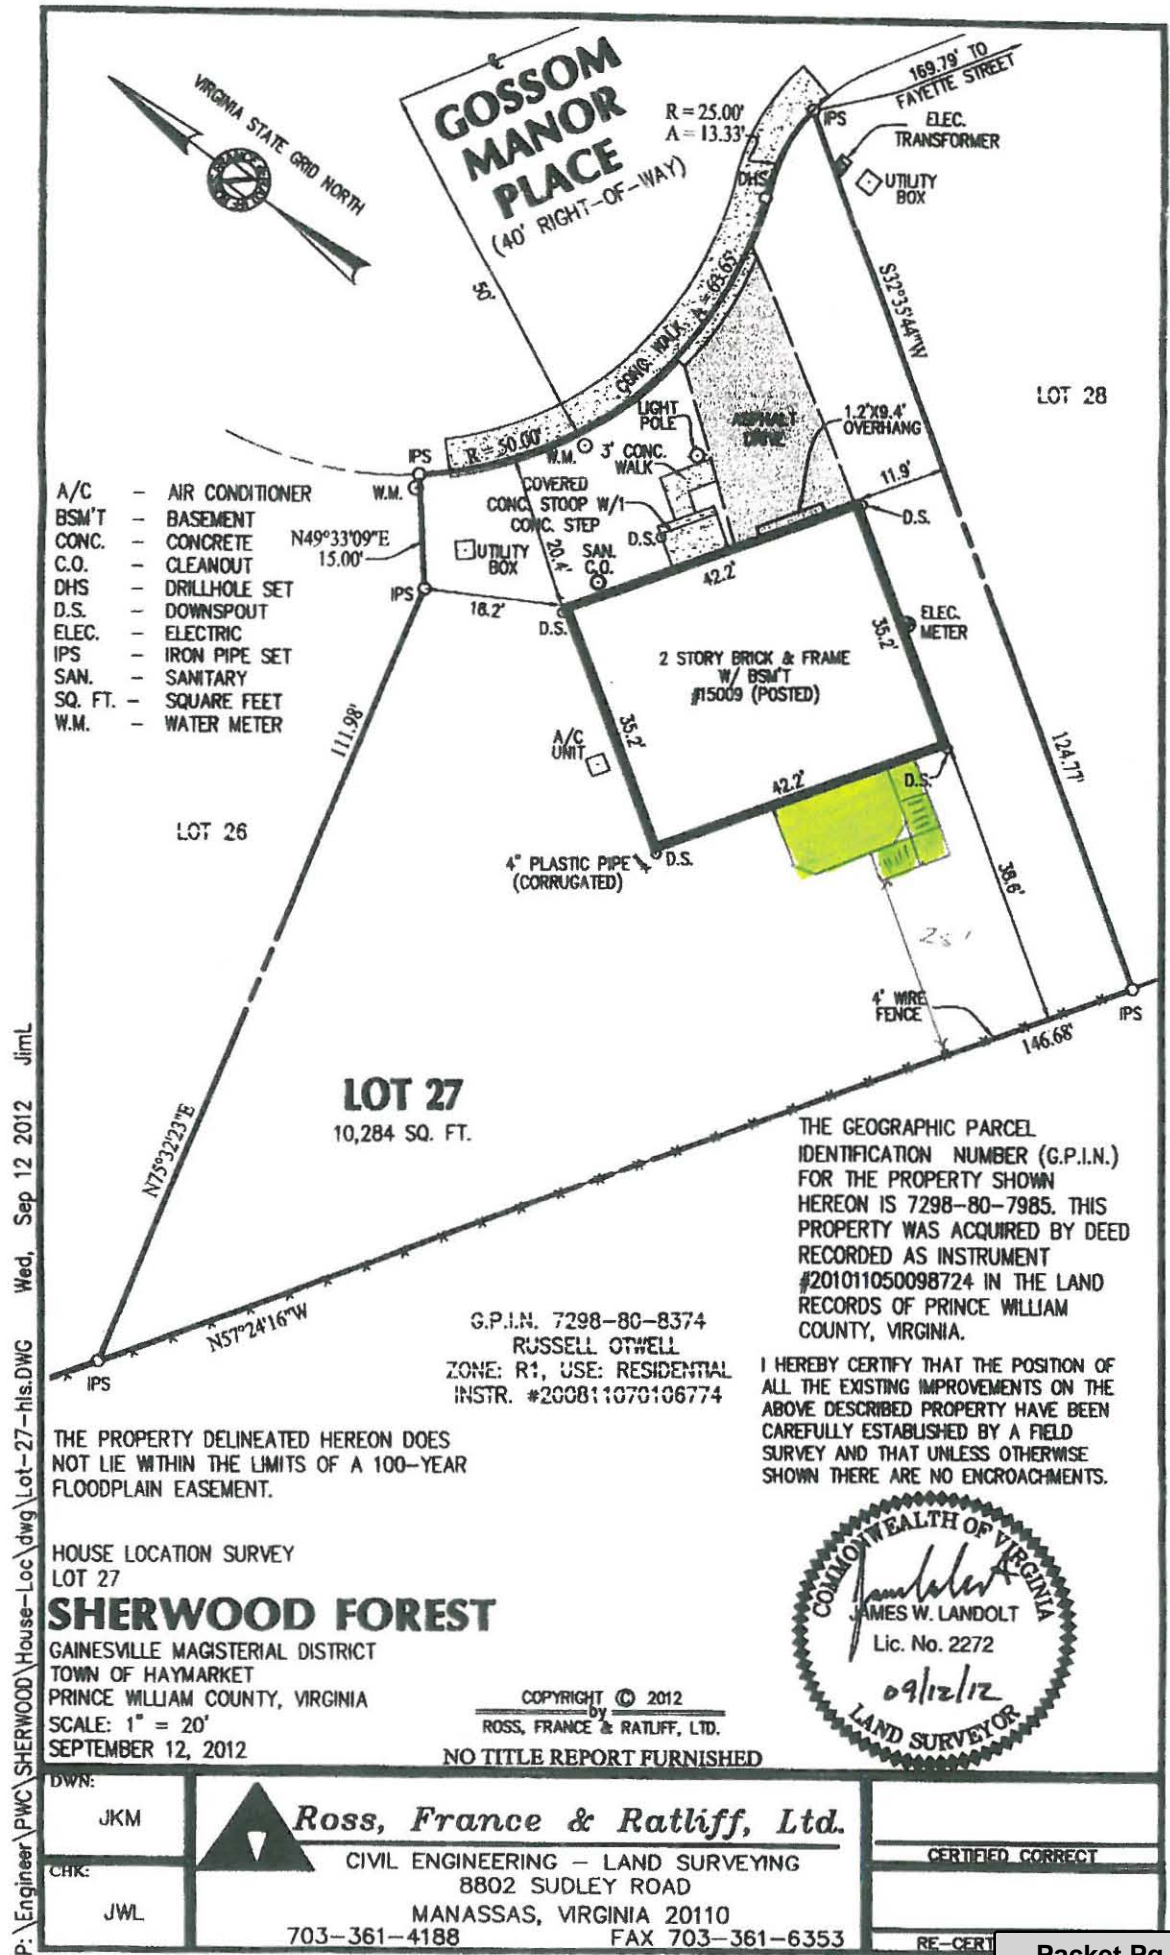 VIRGINIA STATE GRID NORTH
GOSSOM
MANOR
PLACE
(40' RIGHT-OF-WAY)
50'
R = 25.00'
A = 13.33'
169.79' TO
FAYETTE STREET
IPS
ELEC.
TRANSFORMER
UTILITY
BOX
DHS
S32°35'44"W
LOT 28
CONC. WALK A = 63.65'
R = 50.00'
LIGHT
POLE
ASPHALT
DRIVE
1.2'X9.4'
OVERHANG
11.9'
D.S.
IPS
W.M.
W.M.
3' CONC.
WALK
COVERED
CONC. STOOP W/1
CONC. STEP
D.S.
20.4'
SAN.
C.O.
42.2'
N49°33'09"E
15.00'
UTILITY
BOX
IPS
18.2'
D.S.
A/C – AIR CONDITIONER
BSM'T – BASEMENT
CONC. – CONCRETE
C.O. – CLEANOUT
DHS – DRILLHOLE SET
D.S. – DOWNSPOUT
ELEC. – ELECTRIC
IPS – IRON PIPE SET
SAN. – SANITARY
SQ. FT. – SQUARE FEET
W.M. – WATER METER
35.2'
ELEC.
METER
2 STORY BRICK & FRAME
W/ BSM'T
#15009 (POSTED)
35.2'
A/C
UNIT
111.98'
124.77'
42.2'
D.S.
LOT 26
4" PLASTIC PIPE
(CORRUGATED)
D.S.
38.6'
28'
4' WIRE
FENCE
146.68'
IPS
LOT 27
10,284 SQ. FT.
N75°32'23"E
N57°24'16"W
IPS
THE GEOGRAPHIC PARCEL
IDENTIFICATION NUMBER (G.P.I.N.)
FOR THE PROPERTY SHOWN
HEREON IS 7298-80-7985. THIS
PROPERTY WAS ACQUIRED BY DEED
RECORDED AS INSTRUMENT
#201011050098724 IN THE LAND
RECORDS OF PRINCE WILLIAM
COUNTY, VIRGINIA.
G.P.I.N. 7298-80-8374
RUSSELL OTWELL
ZONE: R1, USE: RESIDENTIAL
INSTR. #200811070106774
I HEREBY CERTIFY THAT THE POSITION OF
ALL THE EXISTING IMPROVEMENTS ON THE
ABOVE DESCRIBED PROPERTY HAVE BEEN
CAREFULLY ESTABLISHED BY A FIELD
SURVEY AND THAT UNLESS OTHERWISE
SHOWN THERE ARE NO ENCROACHMENTS.
THE PROPERTY DELINEATED HEREON DOES
NOT LIE WITHIN THE LIMITS OF A 100-YEAR
FLOODPLAIN EASEMENT.
HOUSE LOCATION SURVEY
LOT 27
SHERWOOD FOREST
GAINESVILLE MAGISTERIAL DISTRICT
TOWN OF HAYMARKET
PRINCE WILLIAM COUNTY, VIRGINIA
SCALE: 1" = 20'
SEPTEMBER 12, 2012
COPYRIGHT © 2012
by
ROSS, FRANCE & RATLIFF, LTD.
NO TITLE REPORT FURNISHED
COMMONWEALTH OF VIRGINIA
JAMES W. LANDOLT
Lic. No. 2272
09/12/12
LAND SURVEYOR
DWN:
JKM
CHK:
JWL
Ross, France & Ratliff, Ltd.
CIVIL ENGINEERING – LAND SURVEYING
8802 SUDLEY ROAD
MANASSAS, VIRGINIA 20110
703-361-4188 FAX 703-361-6353
CERTIFIED CORRECT
RE-CERT
P:\Engineer\PWC\SHERWOOD\House-Loc\dwg\Lot-27-hls.DWG Wed, Sep 12 2012 JimL